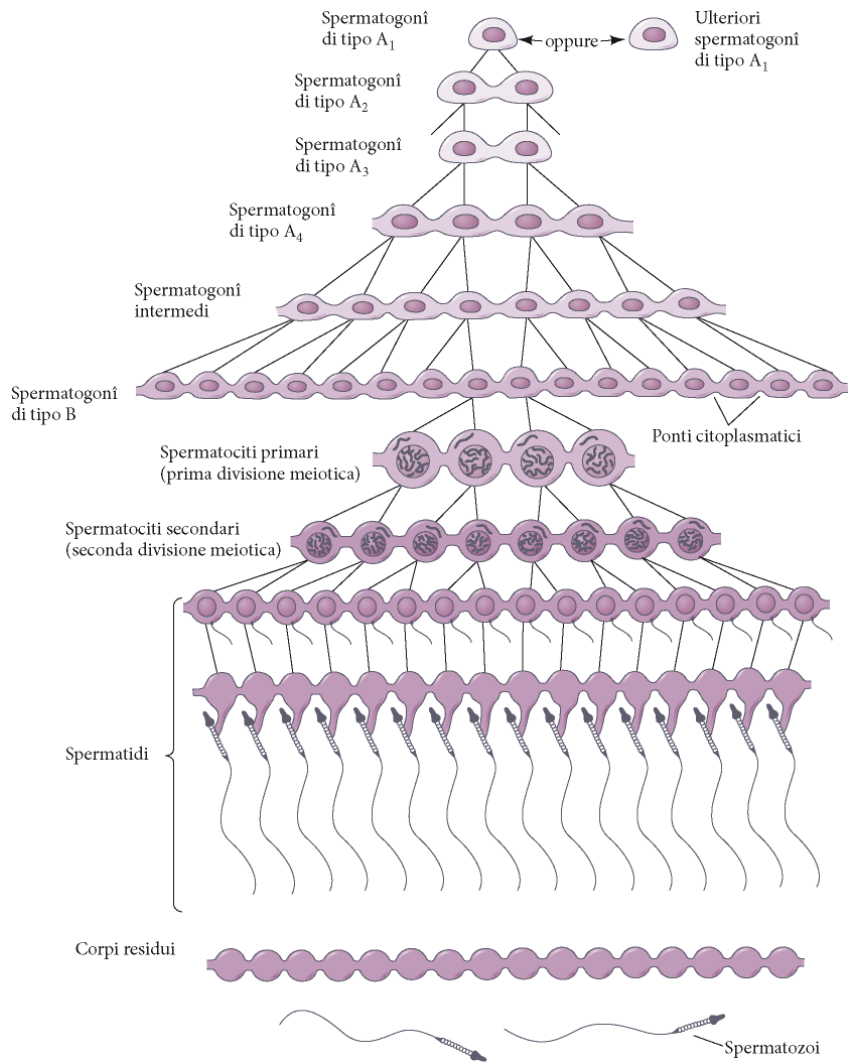 Spermatogonî
di tipo A₁
oppure
Ulteriori
spermatogonî
di tipo A₁
Spermatogonî
di tipo A₂
Spermatogonî
di tipo A₃
Spermatogonî
di tipo A₄
Spermatogonî
intermedi
Spermatogonî
di tipo B
Ponti citoplasmatici
Spermatociti primari
(prima divisione meiotica)
Spermatociti secondari
(seconda divisione meiotica)
Spermatidi
Corpi residui
Spermatozoi